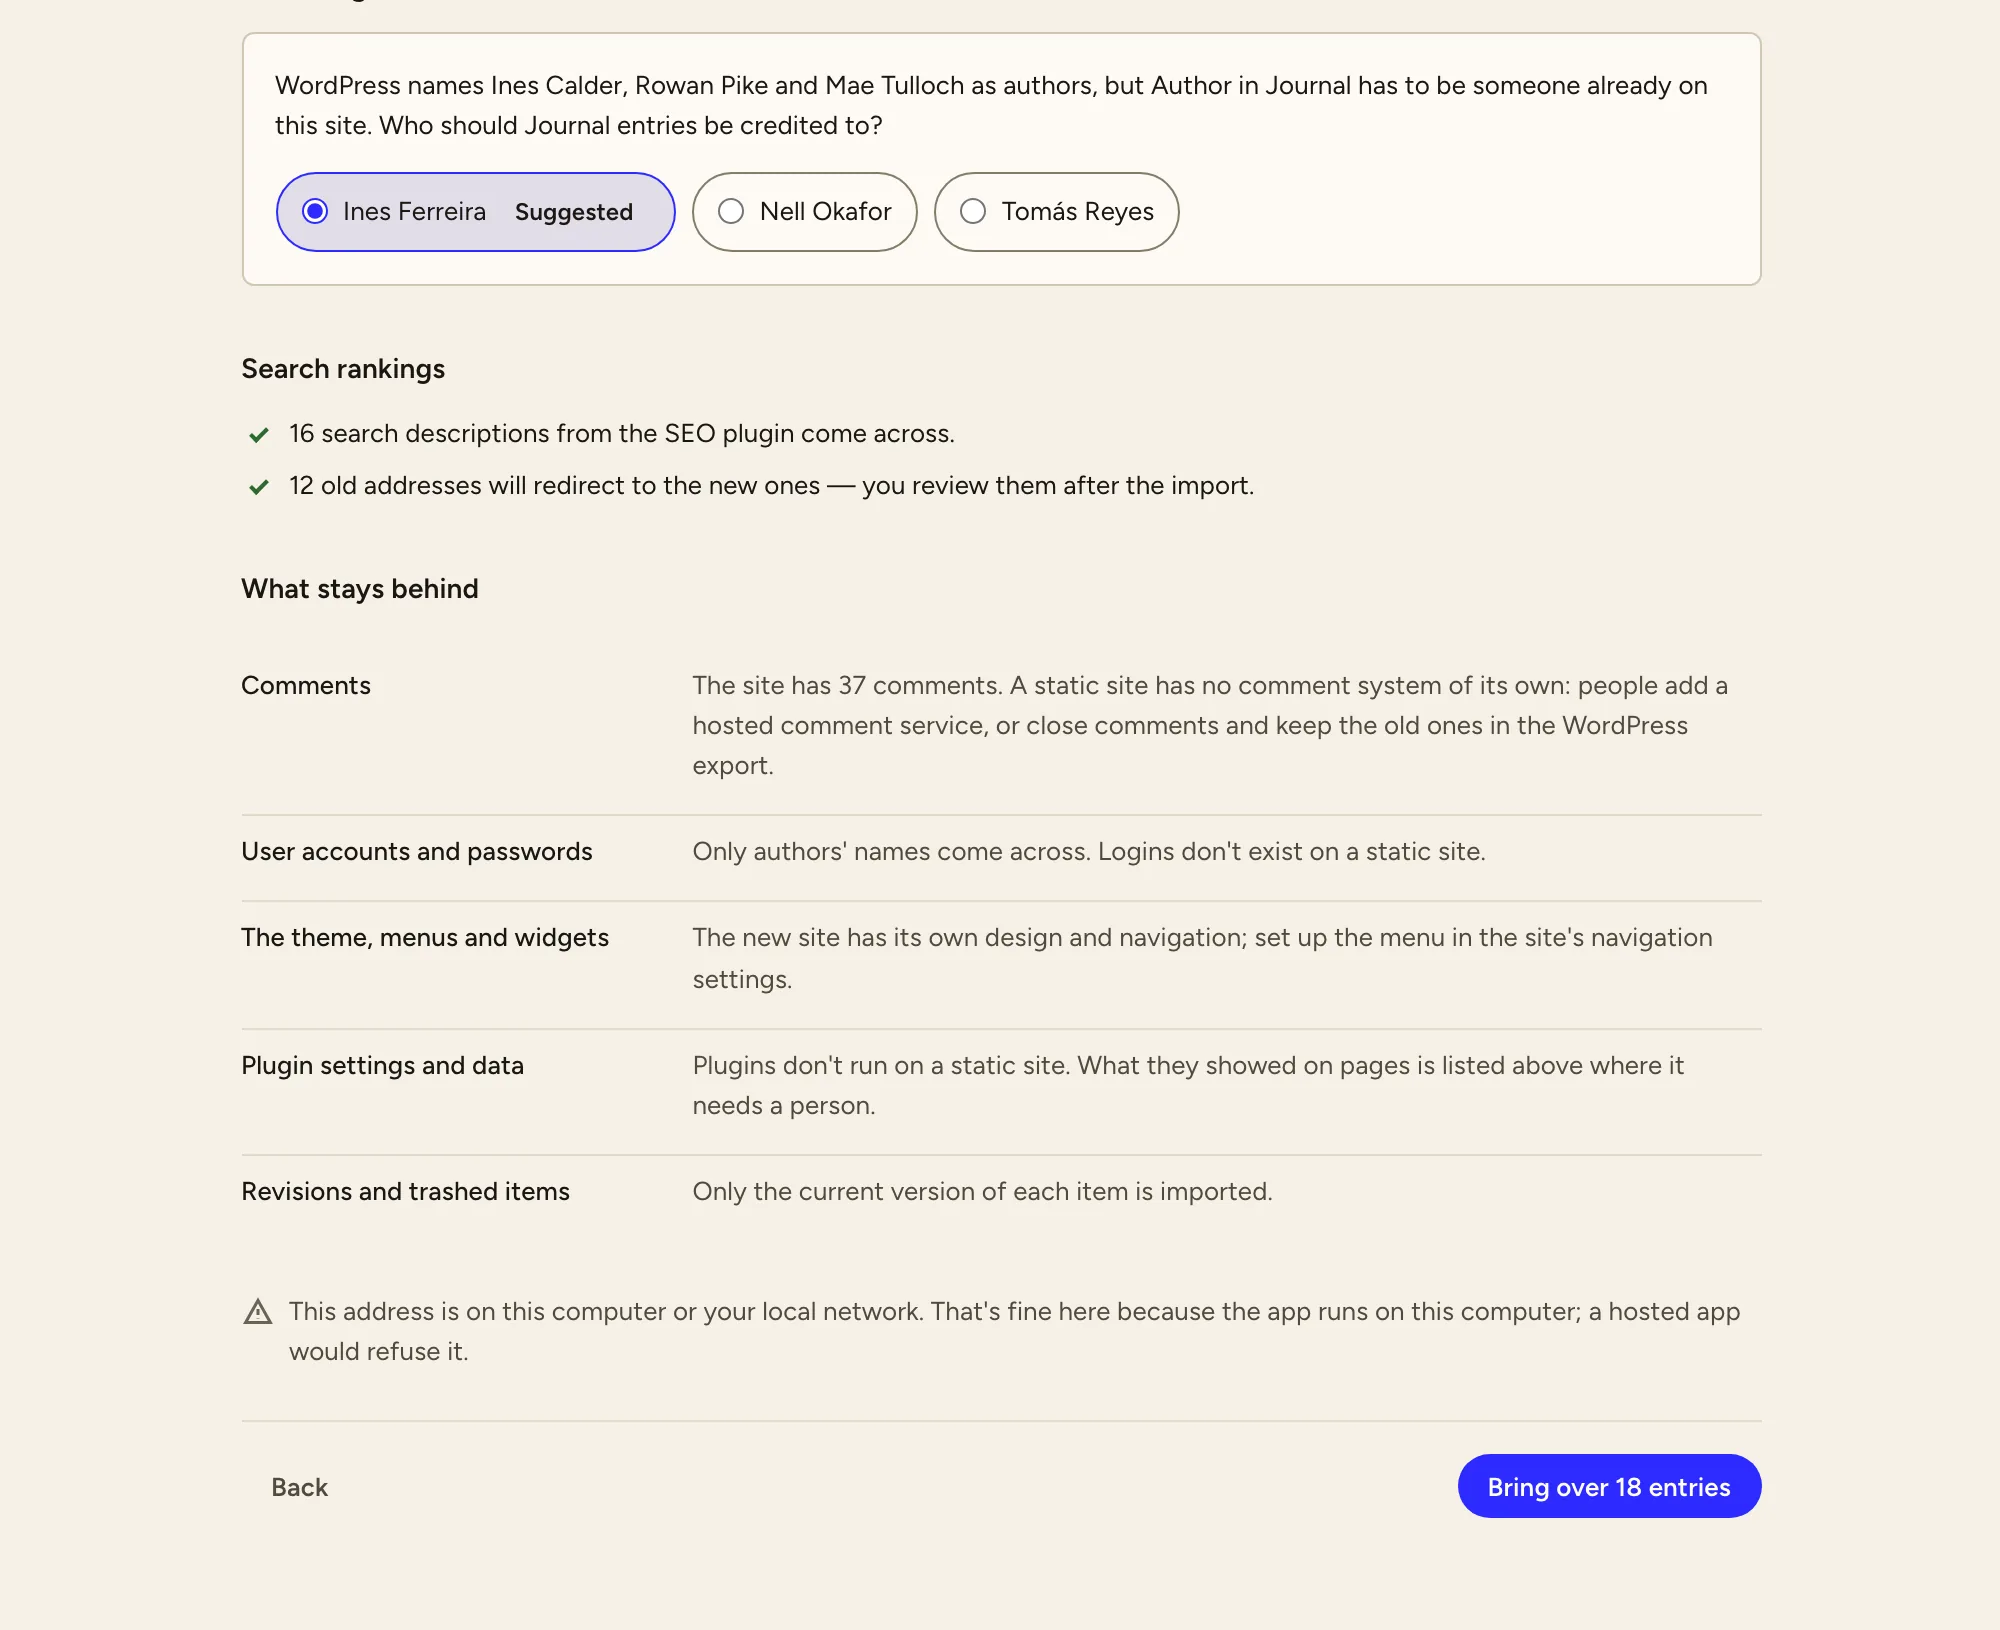 WordPress names Ines Calder, Rowan Pike and Mae Tulloch as authors, but Author in Journal has to be someone already on
this site. Who should Journal entries be credited to?
Ines Ferreira Suggested
Nell Okafor
Tomás Reyes
Search rankings
16 search descriptions from the SEO plugin come across.
12 old addresses will redirect to the new ones — you review them after the import.
What stays behind
Comments
The site has 37 comments. A static site has no comment system of its own: people add a
hosted comment service, or close comments and keep the old ones in the WordPress
export.
User accounts and passwords
Only authors' names come across. Logins don't exist on a static site.
The theme, menus and widgets
The new site has its own design and navigation; set up the menu in the site's navigation
settings.
Plugin settings and data
Plugins don't run on a static site. What they showed on pages is listed above where it
needs a person.
Revisions and trashed items
Only the current version of each item is imported.
This address is on this computer or your local network. That's fine here because the app runs on this computer; a hosted app
would refuse it.
Back
Bring over 18 entries